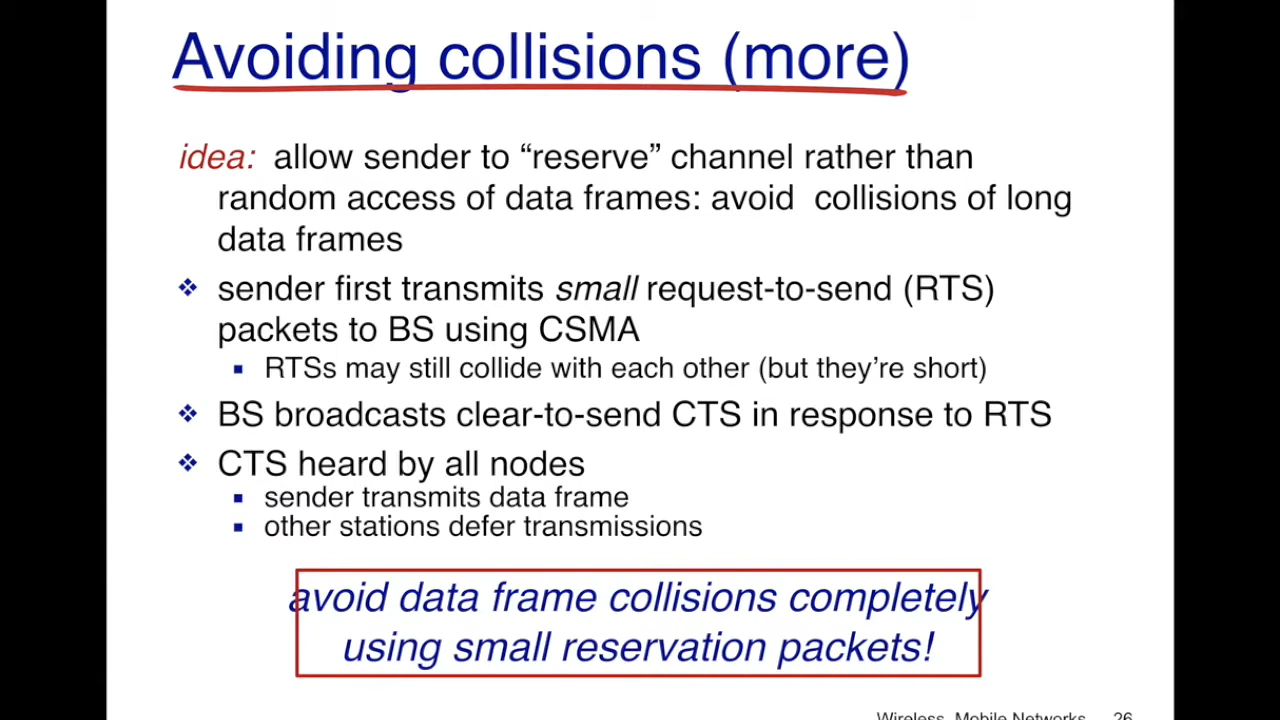 Avoiding collisions (more)
idea: allow sender to “reserve” channel rather than
random access of data frames: avoid collisions of long
data frames
❖ sender first transmits small request-to-send (RTS)
packets to BS using CSMA
▪ RTSs may still collide with each other (but they’re short)
❖ BS broadcasts clear-to-send CTS in response to RTS
❖ CTS heard by all nodes
▪ sender transmits data frame
▪ other stations defer transmissions
avoid data frame collisions completely
using small reservation packets!
Wireless, Mobile Networks 26